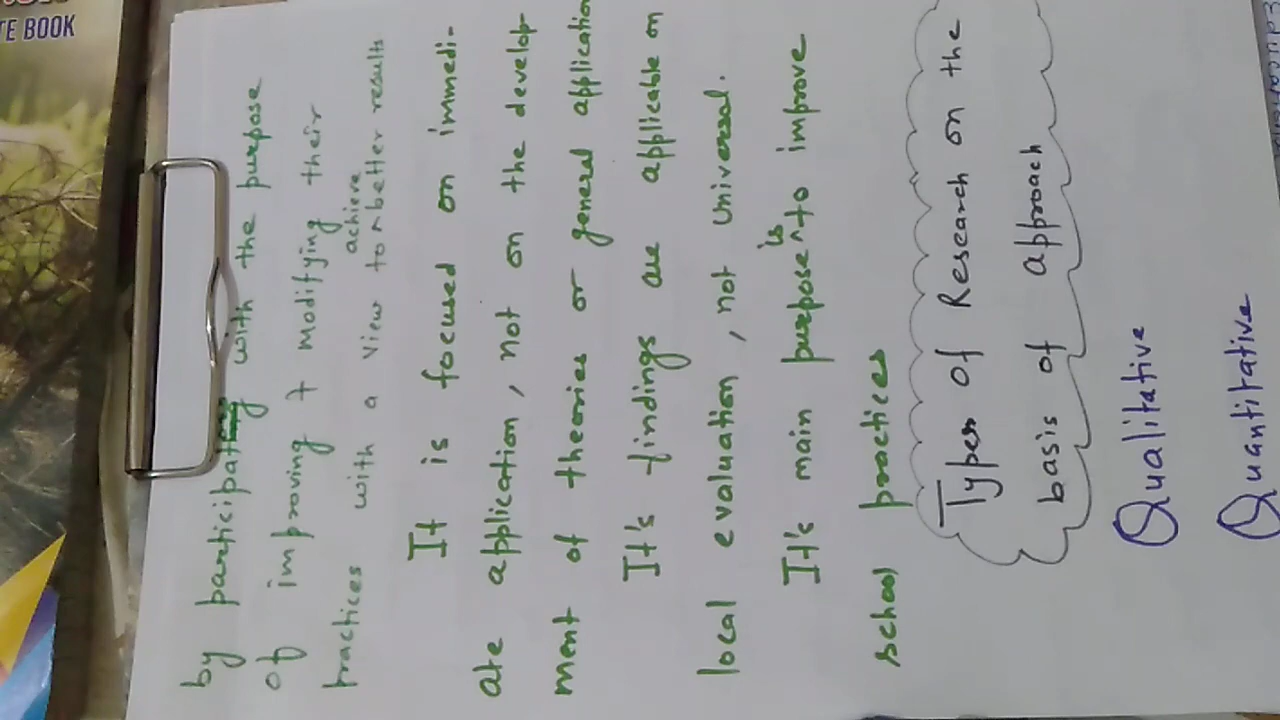 TE BOOK
by participating with the purpose
of improving & modifying their
practices with a view to achieve better results
It is focused on immedi-
ate application, not on the develop-
ment of theories or general application
It's findings are applicable on
local evaluation, not Universal.
It's main purpose is to improve
school practices
Types of Research on the
basis of approach
Qualitative
Quantitative